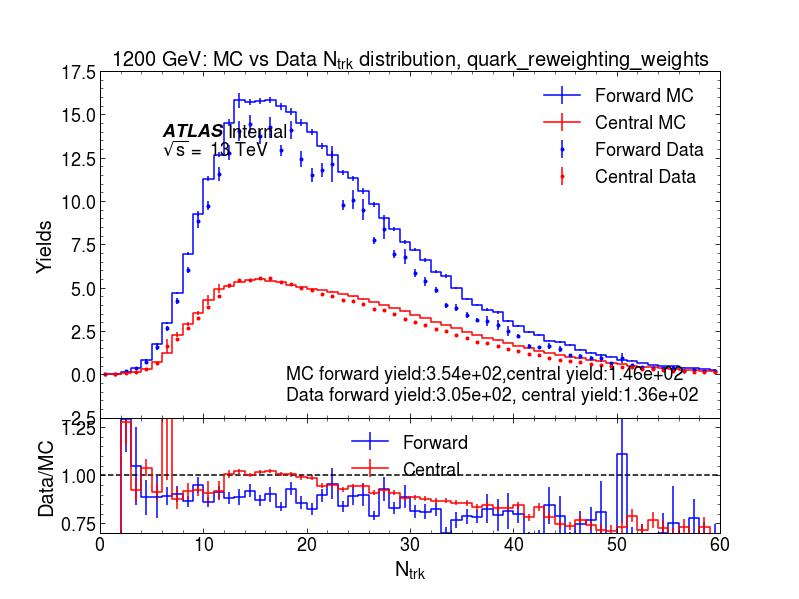 1200 GeV: MC vs Data Ntrk distribution, quark_reweighting_weights
17.5
15.0
12.5
10.0
7.5
5.0
2.5
0.0
2.5
Yields
ATLAS Internal
√s = 13 TeV
Forward MC
Central MC
Forward Data
Central Data
MC forward yield:3.54e+02,central yield:1.46e+02
Data forward yield:3.05e+02, central yield:1.36e+02
1.25
1.00
0.75
Data/MC
Forward
Central
0 10 20 30 40 50 60
Ntrk